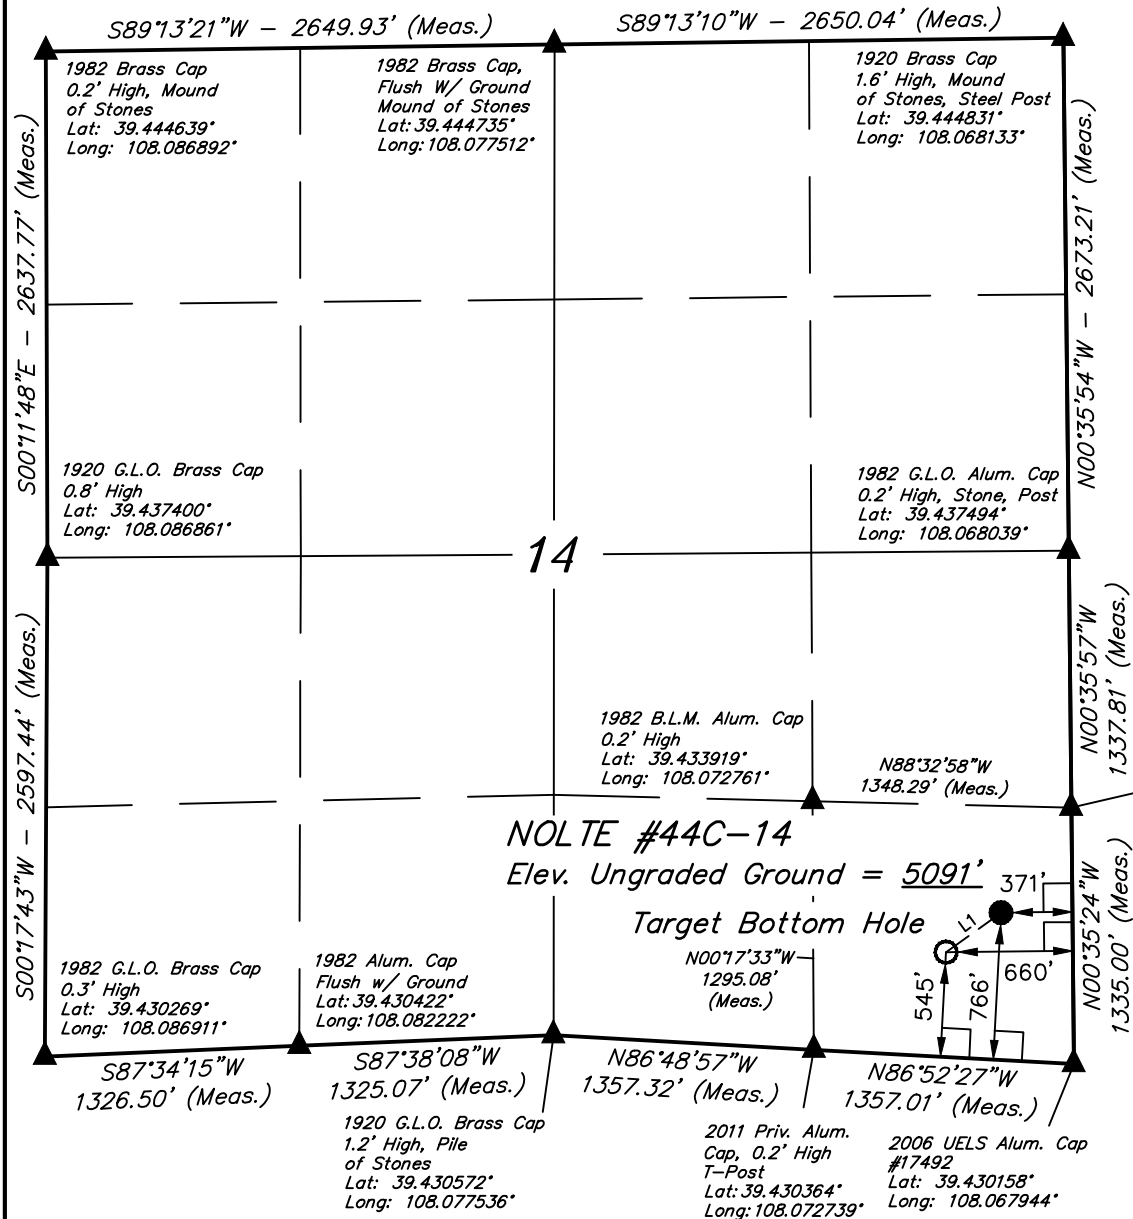 S89°13'21"W – 2649.93' (Meas.)
S89°13'10"W – 2650.04' (Meas.)
1982 Brass Cap
0.2' High, Mound
of Stones
Lat: 39.444639°
Long: 108.086892°
1982 Brass Cap,
Flush W/ Ground
Mound of Stones
Lat: 39.444735°
Long: 108.077512°
1920 Brass Cap
1.6' High, Mound
of Stones, Steel Post
Lat: 39.444831°
Long: 108.068133°
S00°11'48"E – 2637.77' (Meas.)
N00°35'54"W – 2673.21' (Meas.)
1920 G.L.O. Brass Cap
0.8' High
Lat: 39.437400°
Long: 108.086861°
1982 G.L.O. Alum. Cap
0.2' High, Stone, Post
Lat: 39.437494°
Long: 108.068039°
14
S00°17'43"W – 2597.44' (Meas.)
N00°35'57"W
1337.81' (Meas.)
1982 B.L.M. Alum. Cap
0.2' High
Lat: 39.433919°
Long: 108.072761°
N88°32'58"W
1348.29' (Meas.)
NOLTE #44C–14
Elev. Ungraded Ground = 5091'
Target Bottom Hole
371'
L1
660'
545'
766'
N00°35'24"W
1335.00' (Meas.)
N00°17'33"W
1295.08'
(Meas.)
1982 G.L.O. Brass Cap
0.3' High
Lat: 39.430269°
Long: 108.086911°
1982 Alum. Cap
Flush w/ Ground
Lat: 39.430422°
Long: 108.082222°
S87°34'15"W
1326.50' (Meas.)
S87°38'08"W
1325.07' (Meas.)
N86°48'57"W
1357.32' (Meas.)
N86°52'27"W
1357.01' (Meas.)
1920 G.L.O. Brass Cap
1.2' High, Pile
of Stones
Lat: 39.430572°
Long: 108.077536°
2011 Priv. Alum.
Cap, 0.2' High
T–Post
Lat: 39.430364°
Long: 108.072739°
2006 UELS Alum. Cap
#17492
Lat: 39.430158°
Long: 108.067944°